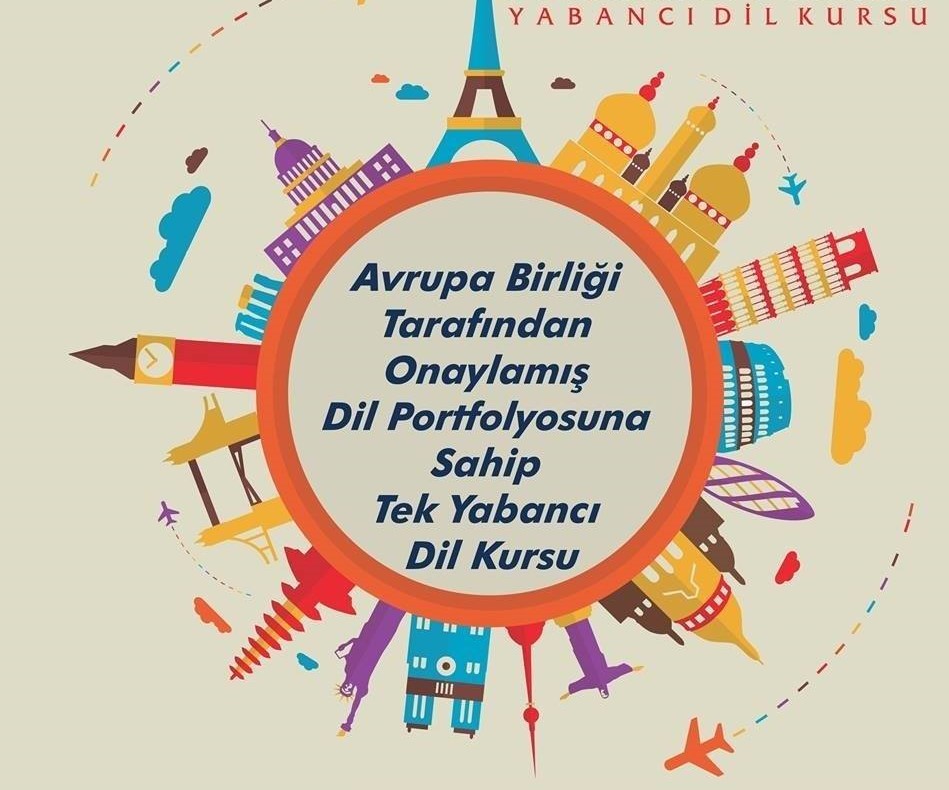 YABANCI DİL KURSU
Avrupa Birliği
Tarafından
Onaylamış
Dil Portfolyosuna
Sahip
Tek Yabancı
Dil Kursu